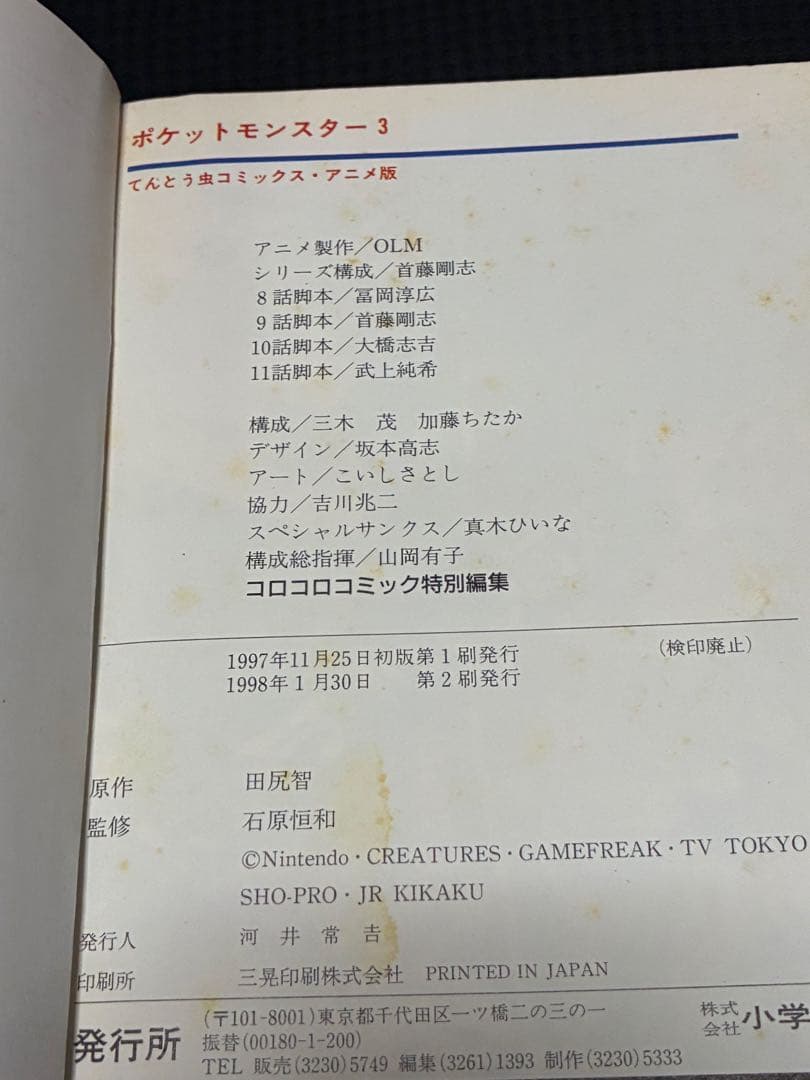 ポケットモンスター3
てんとう虫コミックス・アニメ版
アニメ製作／OLM
シリーズ構成／首藤剛志
8話脚本／冨岡淳広
9話脚本／首藤剛志
10話脚本／大橋志吉
11話脚本／武上純希
構成／三木　茂　加藤ちたか
デザイン／坂本高志
アート／こいしさとし
協力／吉川兆二
スペシャルサンクス／真木ひいな
構成総指揮／山岡有子
コロコロコミック特別編集
1997年11月25日初版第1刷発行　（検印廃止）
1998年1月30日　第2刷発行
原作　田尻智
監修　石原恒和
©Nintendo・CREATURES・GAMEFREAK・TV TOKYO
SHO-PRO・JR KIKAKU
発行人　河井常吉
印刷所　三晃印刷株式会社　PRINTED IN JAPAN
発行所　（〒101-8001）東京都千代田区一ツ橋二の三の一　株式会社 小学
振替（00180-1-200）
TEL 販売（3230）5749 編集（3261）1393 制作（3230）5333